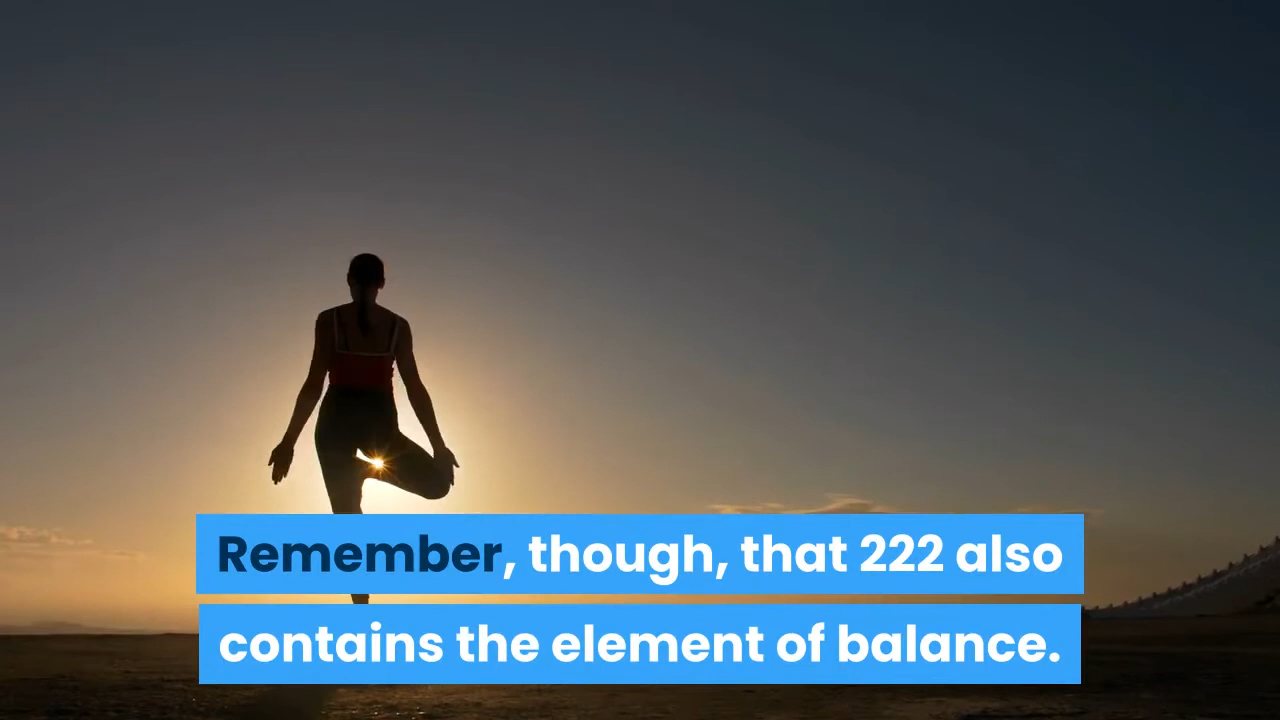 Remember, though, that 222 also
contains the element of balance.